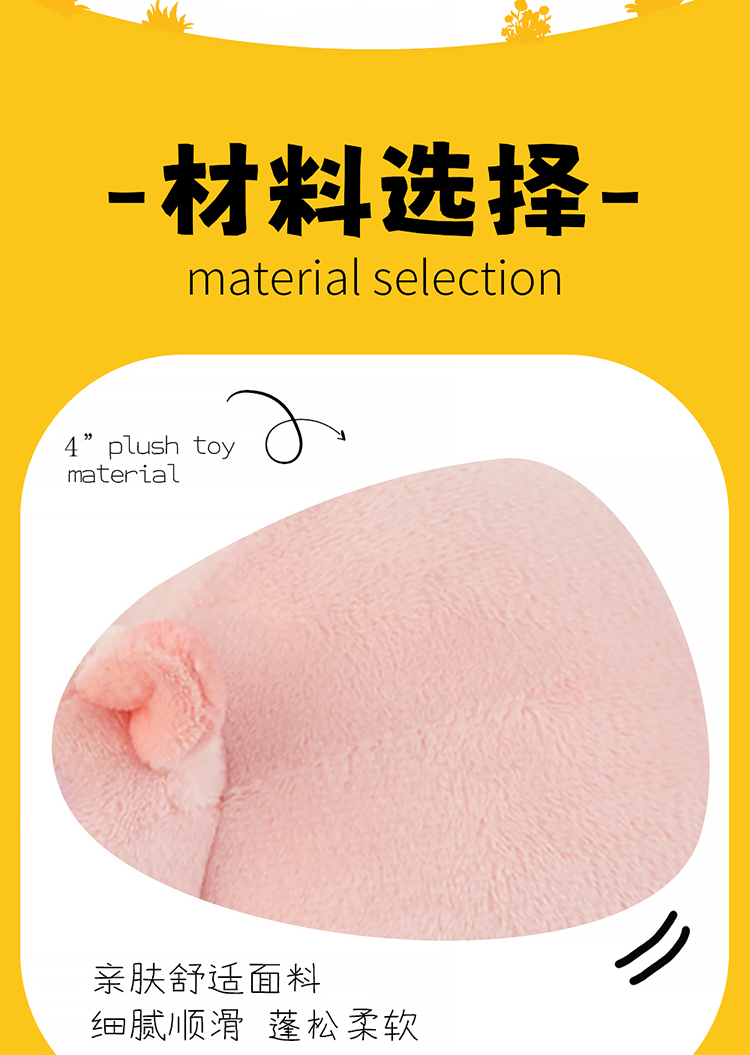 -材料选择-
material selection
4” plush toy
material
亲肤舒适面料
细腻顺滑 蓬松柔软